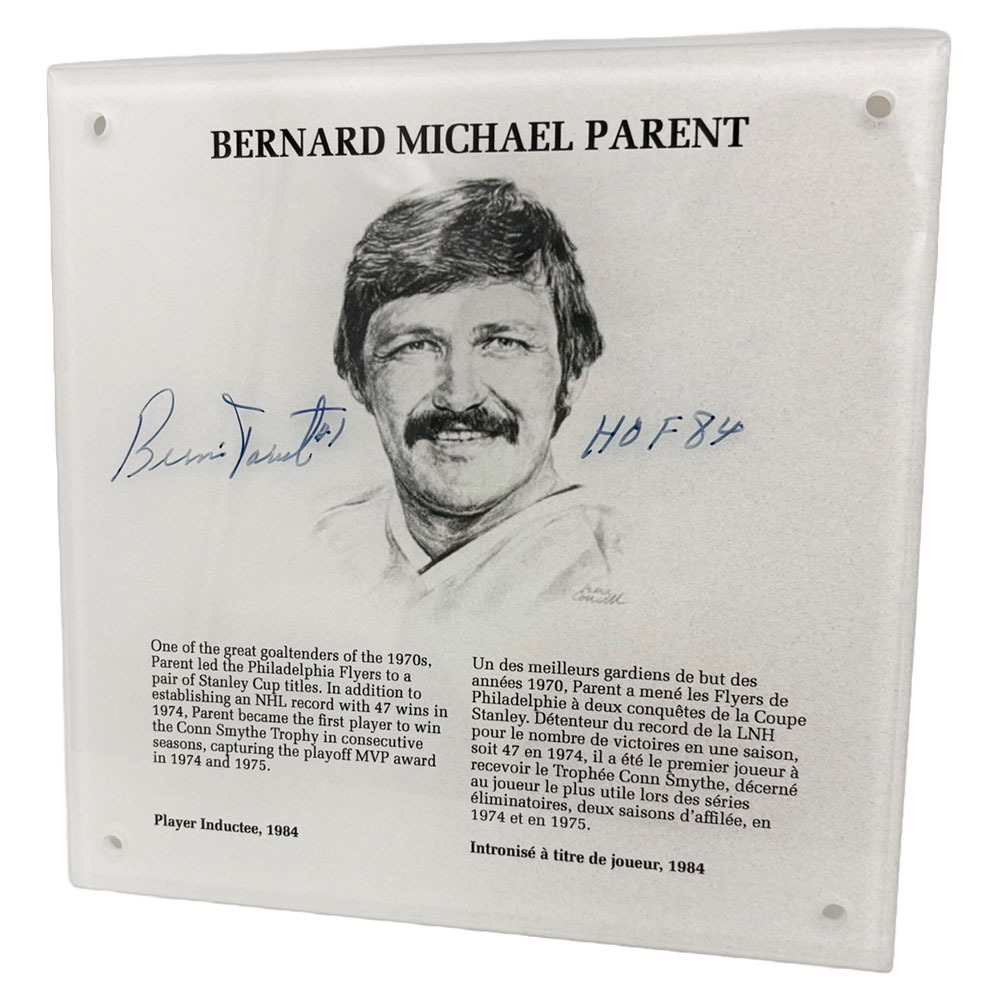 BERNARD MICHAEL PARENT
Bernie Parent #1
HOF 84
One of the great goaltenders of the 1970s,
Parent led the Philadelphia Flyers to a
pair of Stanley Cup titles. In addition to
establishing an NHL record with 47 wins in
1974, Parent became the first player to win
the Conn Smythe Trophy in consecutive
seasons, capturing the playoff MVP award
in 1974 and 1975.
Player Inductee, 1984
Un des meilleurs gardiens de but des
années 1970, Parent a mené les Flyers de
Philadelphie à deux conquêtes de la Coupe
Stanley. Détenteur du record de la LNH
pour le nombre de victoires en une saison,
soit 47 en 1974, il a été le premier joueur à
recevoir le Trophée Conn Smythe, décerné
au joueur le plus utile lors des séries
éliminatoires, deux saisons d'affilée, en
1974 et en 1975.
Intronisé à titre de joueur, 1984